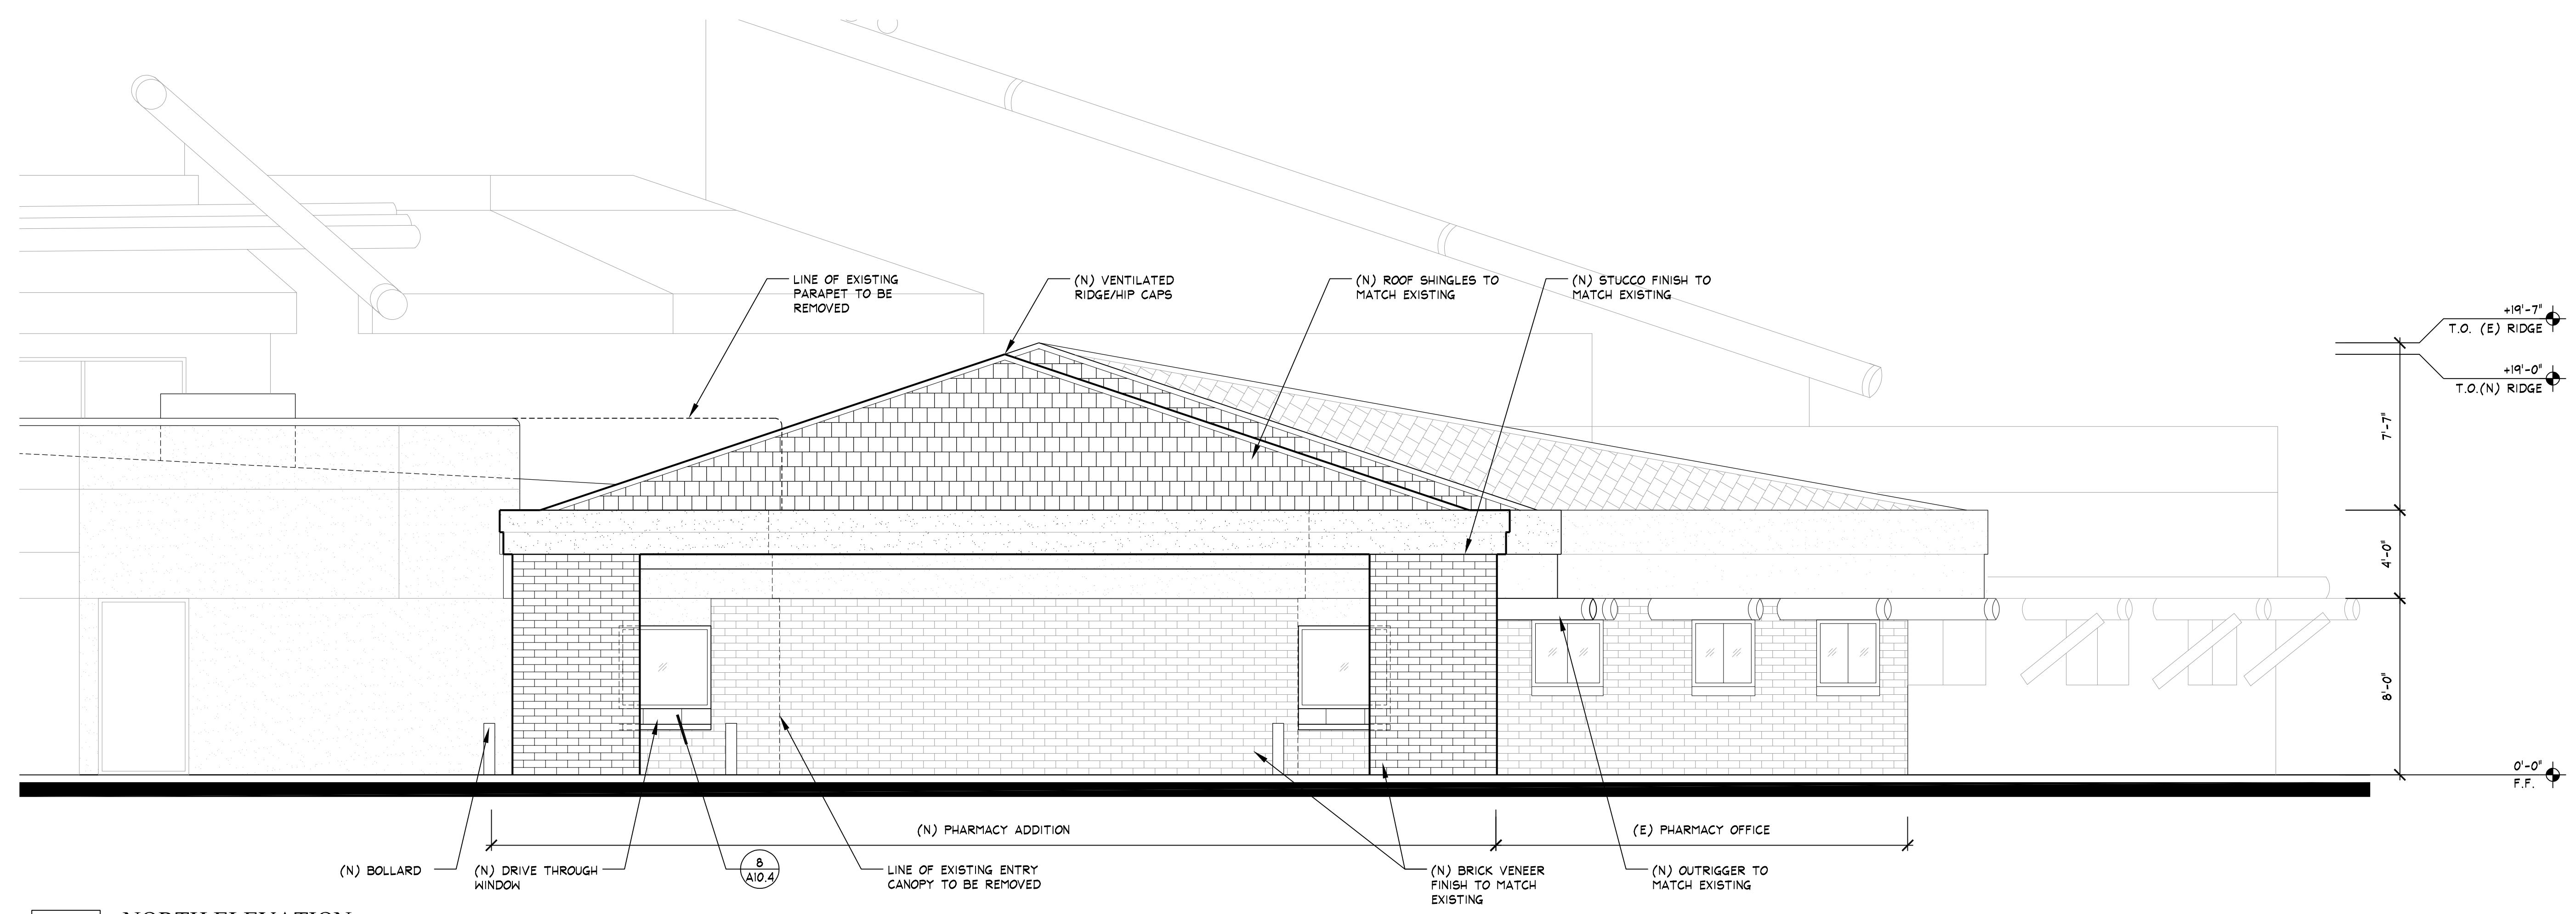 LINE OF EXISTING
PARAPET TO BE
REMOVED
(N) VENTILATED
RIDGE/HIP CAPS
(N) ROOF SHINGLES TO
MATCH EXISTING
(N) STUCCO FINISH TO
MATCH EXISTING
+19'-7"
T.O. (E) RIDGE
+19'-0"
T.O.(N) RIDGE
7'-7"
4'-0"
8'-0"
0'-0"
F.F.
(N) PHARMACY ADDITION
(E) PHARMACY OFFICE
(N) BOLLARD
(N) DRIVE THROUGH
WINDOW
8
A10.4
LINE OF EXISTING ENTRY
CANOPY TO BE REMOVED
(N) BRICK VENEER
FINISH TO MATCH
EXISTING
(N) OUTRIGGER TO
MATCH EXISTING
NORTH ELEVATION